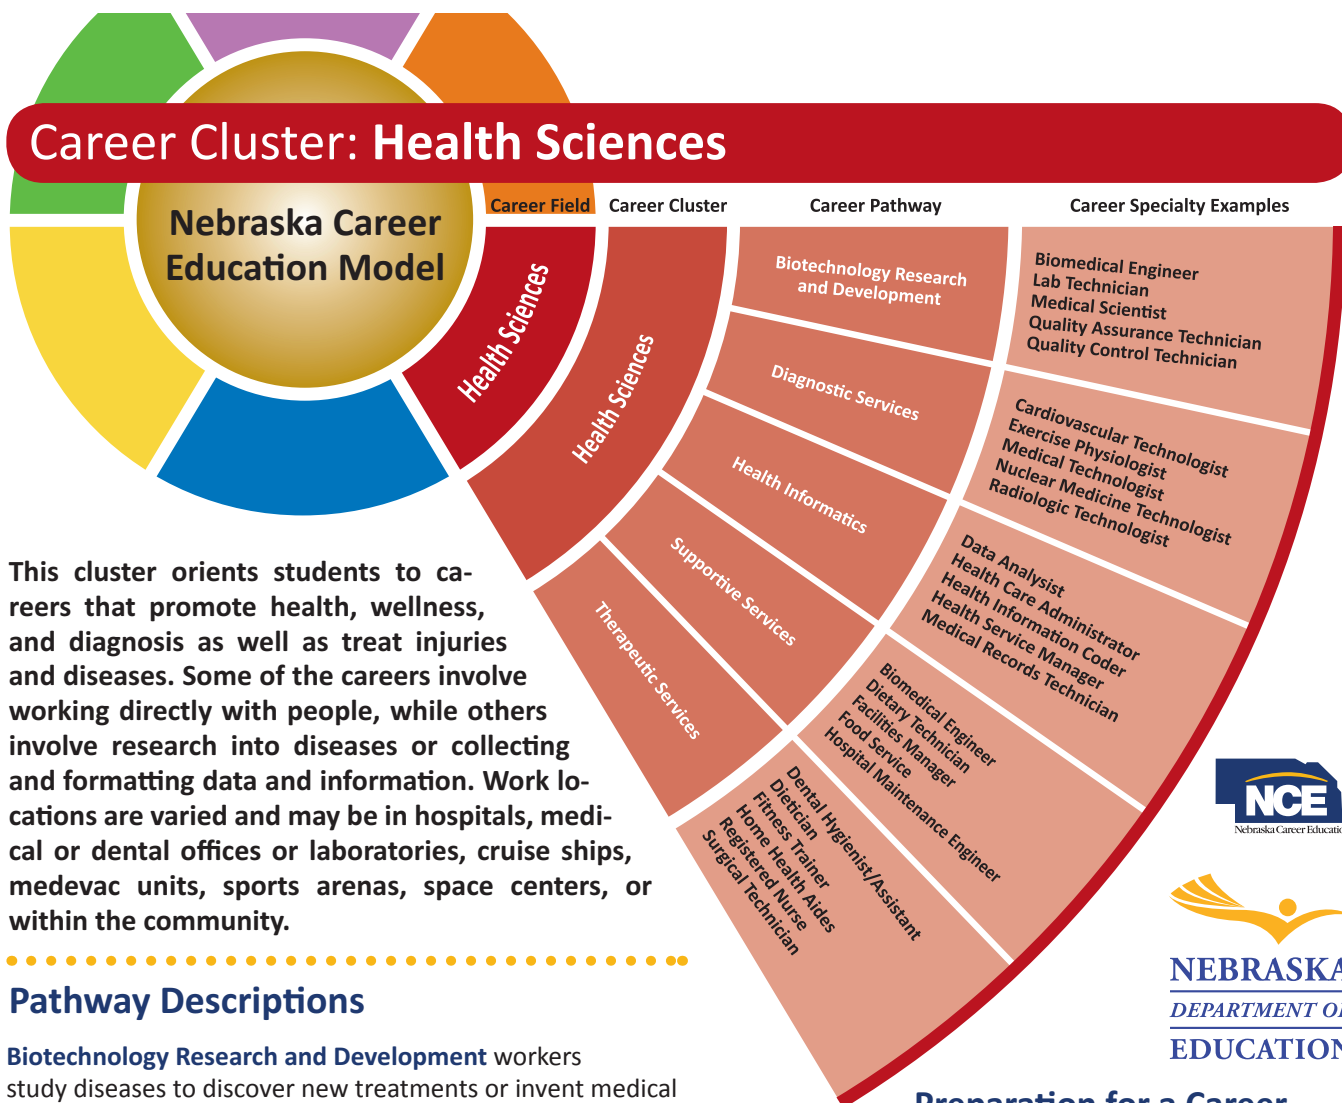 Career Cluster: Health Sciences
Nebraska Career
Education Model
Career Field
Career Cluster
Career Pathway
Career Specialty Examples
Health Sciences
Health Sciences
Biotechnology Research
and Development
Diagnostic Services
Health Informatics
Supportive Services
Therapeutic Services
Biomedical Engineer
Lab Technician
Medical Scientist
Quality Assurance Technician
Quality Control Technician
Cardiovascular Technologist
Exercise Physiologist
Medical Technologist
Nuclear Medicine Technologist
Radiologic Technologist
Data Analyst
Health Care Administrator
Health Information Coder
Health Service Manager
Medical Records Technician
Biomedical Engineer
Dietary Technician
Facilities Manager
Food Service
Hospital Maintenance Engineer
Dental Hygienist/Assistant
Dietician
Fitness Trainer
Home Health Aides
Registered Nurse
Surgical Technician
This cluster orients students to ca-
reers that promote health, wellness,
and diagnosis as well as treat injuries
and diseases. Some of the careers involve
working directly with people, while others
involve research into diseases or collecting
and formatting data and information. Work lo-
cations are varied and may be in hospitals, medi-
cal or dental offices or laboratories, cruise ships,
medevac units, sports arenas, space centers, or
within the community.
NCE
Nebraska Career Educatio
NEBRASKA
DEPARTMENT OF
EDUCATION
Pathway Descriptions
Biotechnology Research and Development workers
study diseases to discover new treatments or invent medical
Preparation for a Career